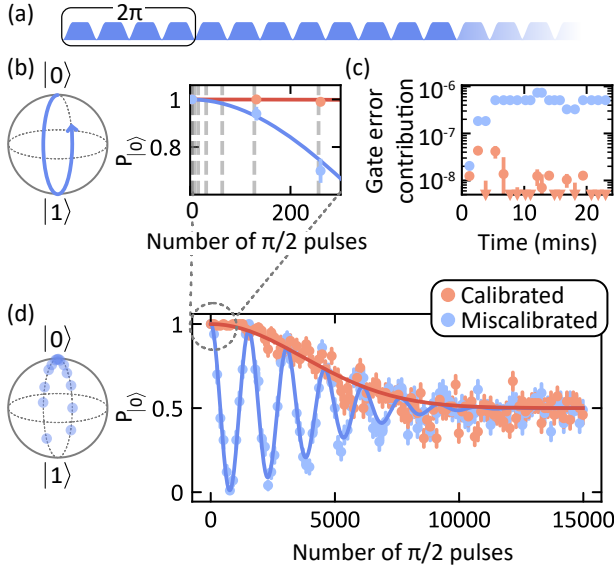 (a)
2π
(b)
|0⟩
|1⟩
P|0⟩
1
0.8
0
200
Number of π/2 pulses
(c)
Gate error
contribution
10⁻⁶
10⁻⁷
10⁻⁸
0
10
20
Time (mins)
Calibrated
Miscalibrated
(d)
|0⟩
|1⟩
P|0⟩
1
0.5
0
0
5000
10000
15000
Number of π/2 pulses